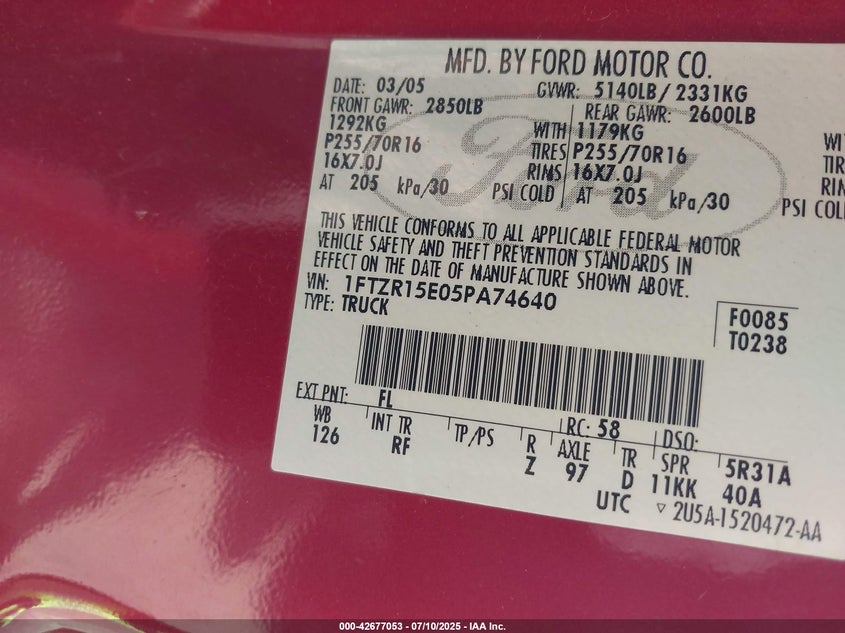 MFD. BY FORD MOTOR CO.
DATE: 03/05 GVWR: 5140LB/ 2331KG
FRONT GAWR: 2850LB REAR GAWR: 2600LB
1292KG WITH 1179KG WI
P255/70R16 TIRES P255/70R16 TIR
16X7.0J RIMS 16X7.0J RIN
AT 205 kPa/30 PSI COLD AT 205 kPa/30 PSI COL
Ford
THIS VEHICLE CONFORMS TO ALL APPLICABLE FEDERAL MOTOR
VEHICLE SAFETY AND THEFT PREVENTION STANDARDS IN
EFFECT ON THE DATE OF MANUFACTURE SHOWN ABOVE.
VIN: 1FTZR15E05PA74640
TYPE: TRUCK
F0085
T0238
EXT PNT: FL RC: 58 DSO:
WB INT TR TP/PS R AXLE TR SPR 5R31A
126 RF Z 97 D 11KK 40A
UTC ▿ 2U5A-1520472-AA
000-42677053 - 07/10/2025 - IAA Inc.